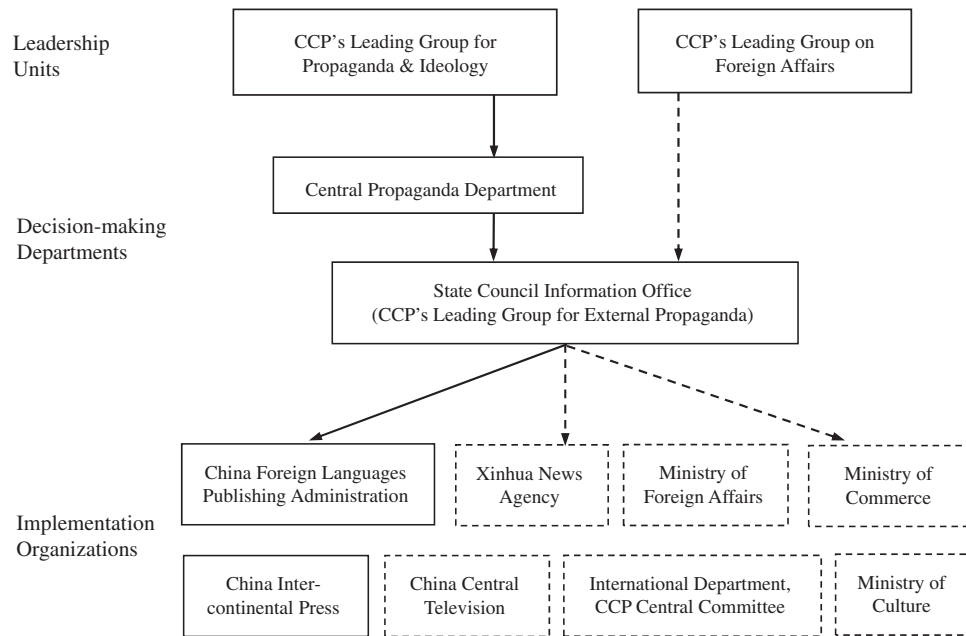 Leadership
Units
CCP's Leading Group for
Propaganda & Ideology
CCP's Leading Group on
Foreign Affairs
Central Propaganda Department
Decision-making
Departments
State Council Information Office
(CCP's Leading Group for External Propaganda)
China Foreign Languages
Publishing Administration
Xinhua News
Agency
Ministry of
Foreign Affairs
Ministry of
Commerce
Implementation
Organizations
China Inter-
continental Press
China Central
Television
International Department,
CCP Central Committee
Ministry of
Culture